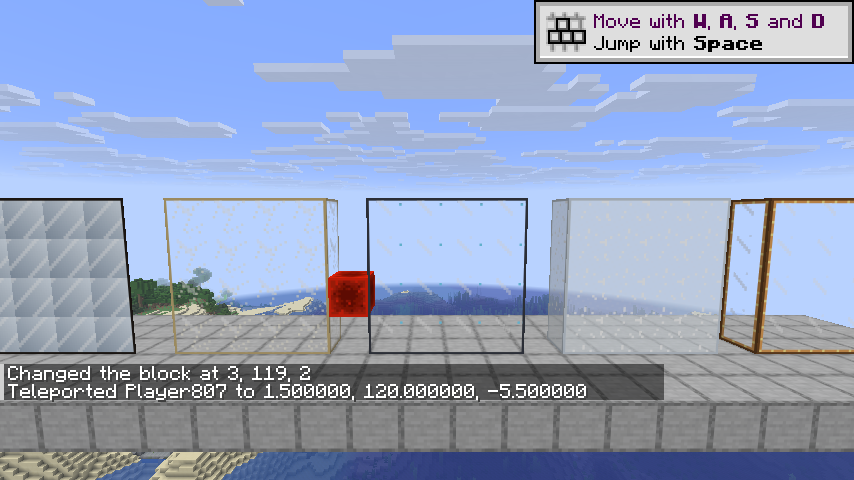 Move with W, A, S and D
Jump with Space
Changed the block at 3, 119, 2
Teleported Player807 to 1.500000, 120.000000, -5.500000